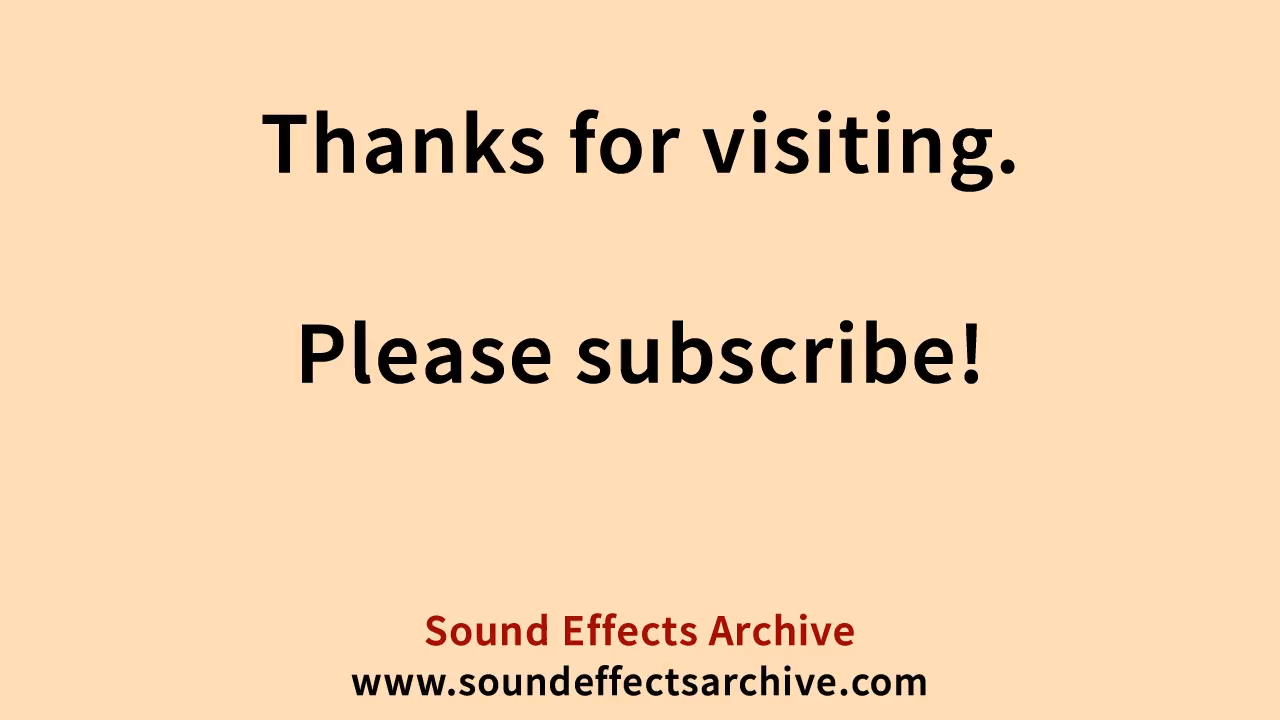 Thanks for visiting.
Please subscribe!
Sound Effects Archive
www.soundeffectsarchive.com